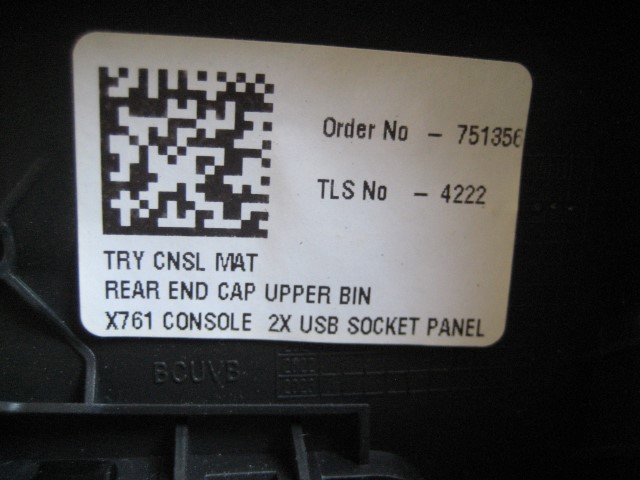 Order No - 751356
TLS No - 4222
TRY CNSL MAT
REAR END CAP UPPER BIN
X761 CONSOLE 2X USB SOCKET PANEL
BCUVB